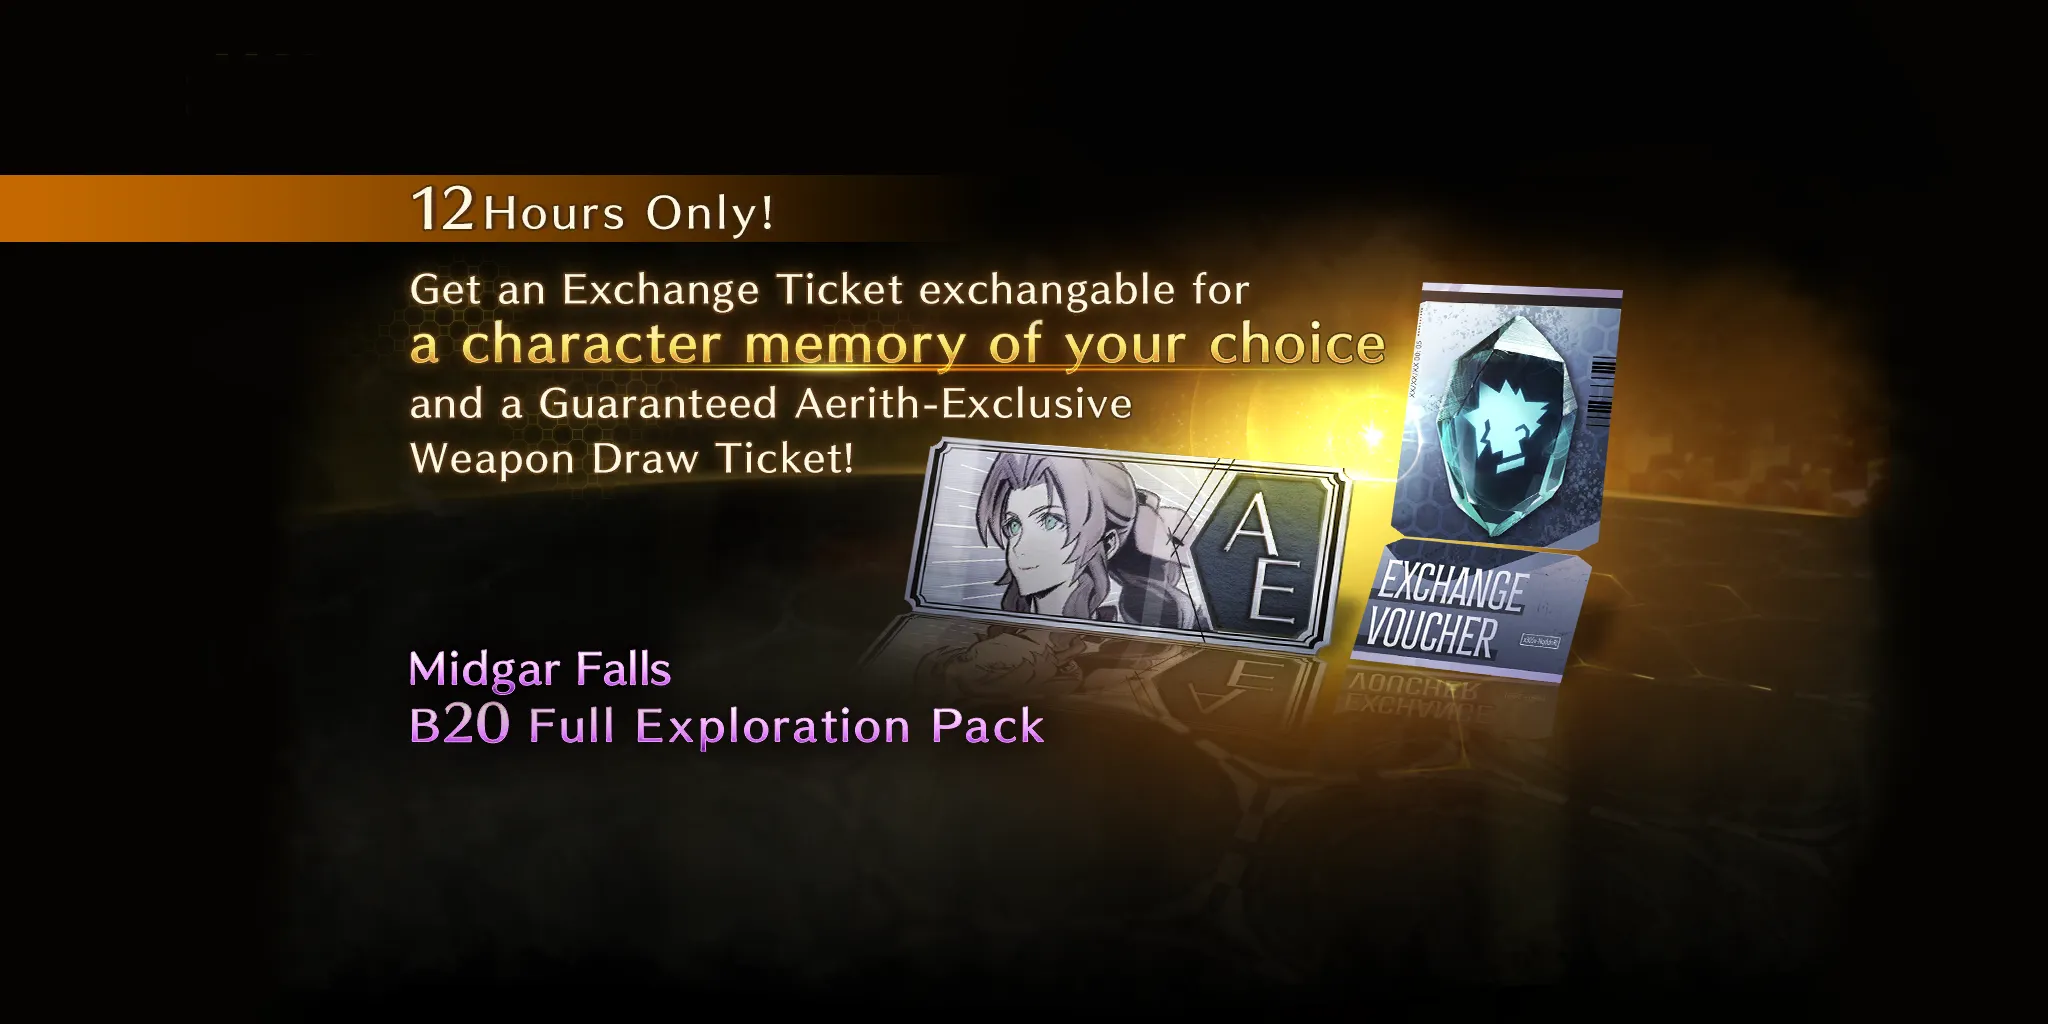 12 Hours Only!
Get an Exchange Ticket exchangable for
a character memory of your choice
and a Guaranteed Aerith-Exclusive
Weapon Draw Ticket!
A
E
EXCHANGE
VOUCHER
Midgar Falls
B20 Full Exploration Pack